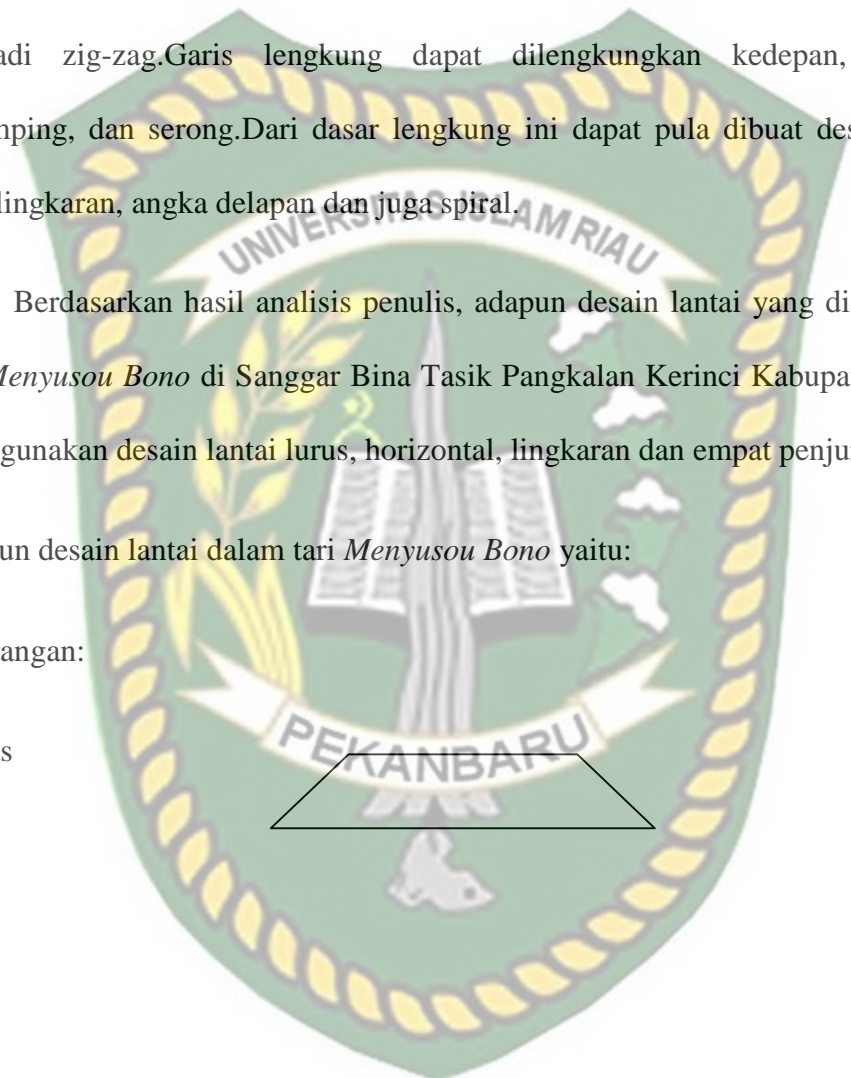 adi zig-zag.Garis lengkung dapat dilengkungkan kedepan,
nping, dan serong.Dari dasar lengkung ini dapat pula dibuat des
lingkaran, angka delapan dan juga spiral.
UNIVERSITAS ISLAM RIAU
Berdasarkan hasil analisis penulis, adapun desain lantai yang di
Menyusou Bono di Sanggar Bina Tasik Pangkalan Kerinci Kabupa
gunakan desain lantai lurus, horizontal, lingkaran dan empat penju
un desain lantai dalam tari Menyusou Bono yaitu:
rangan:
s
PEKANBARU